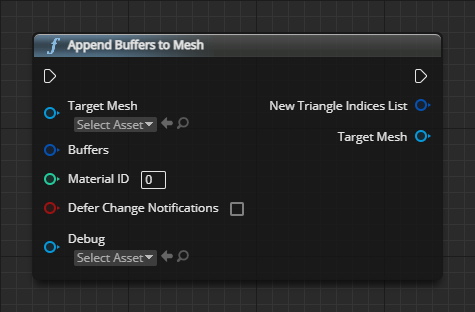 Append Buffers to Mesh
Target Mesh
Select Asset
Buffers
Material ID 0
Defer Change Notifications
Debug
Select Asset
New Triangle Indices List
Target Mesh